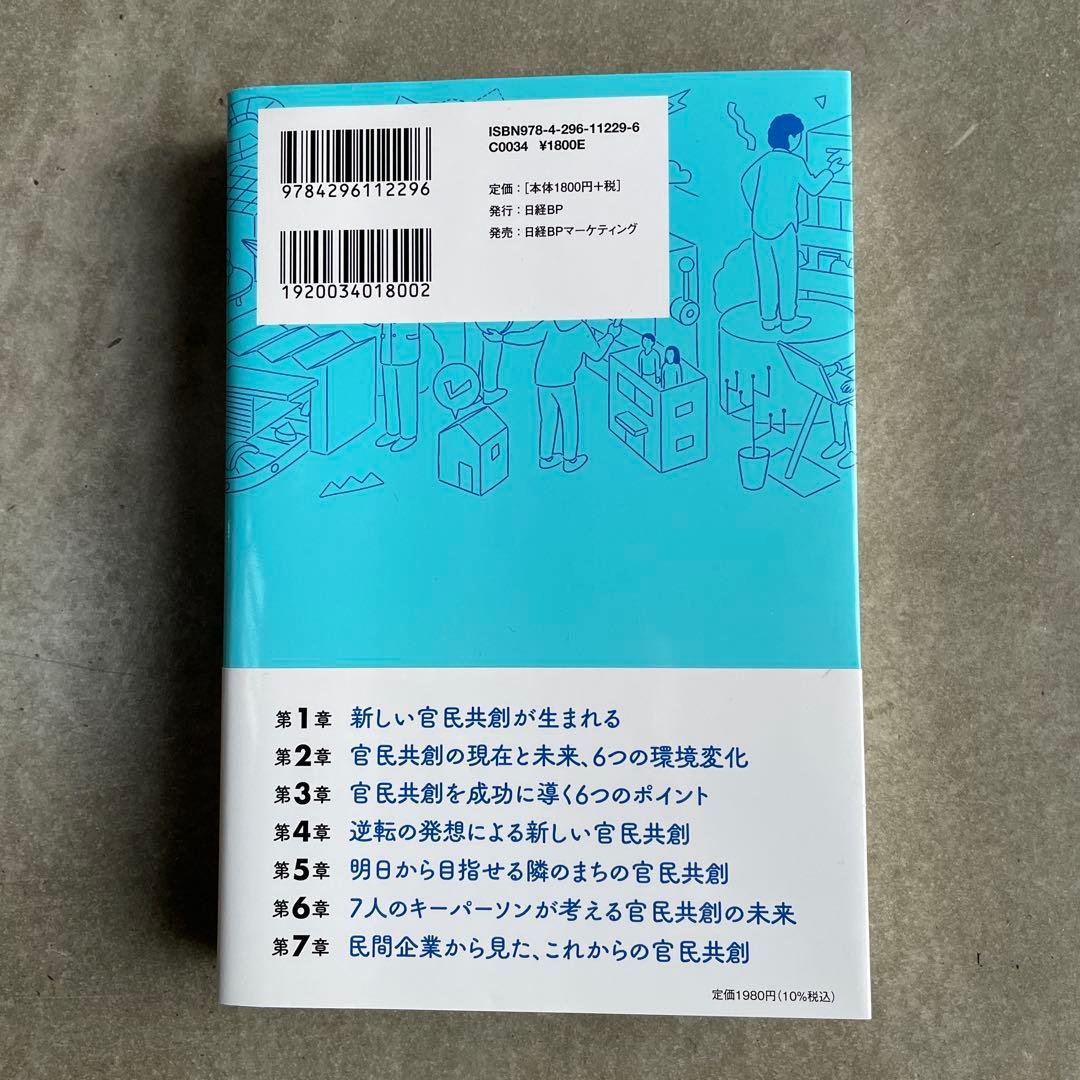 ISBN978-4-296-11229-6
C0034 ¥1800E
9784296112296
定価：[本体1800円+税]
発行：日経BP
発売：日経BPマーケティング
1920034018002
第1章 新しい官民共創が生まれる
第2章 官民共創の現在と未来、6つの環境変化
第3章 官民共創を成功に導く6つのポイント
第4章 逆転の発想による新しい官民共創
第5章 明日から目指せる隣のまちの官民共創
第6章 7人のキーパーソンが考える官民共創の未来
第7章 民間企業から見た、これからの官民共創
定価1980円(10%税込)